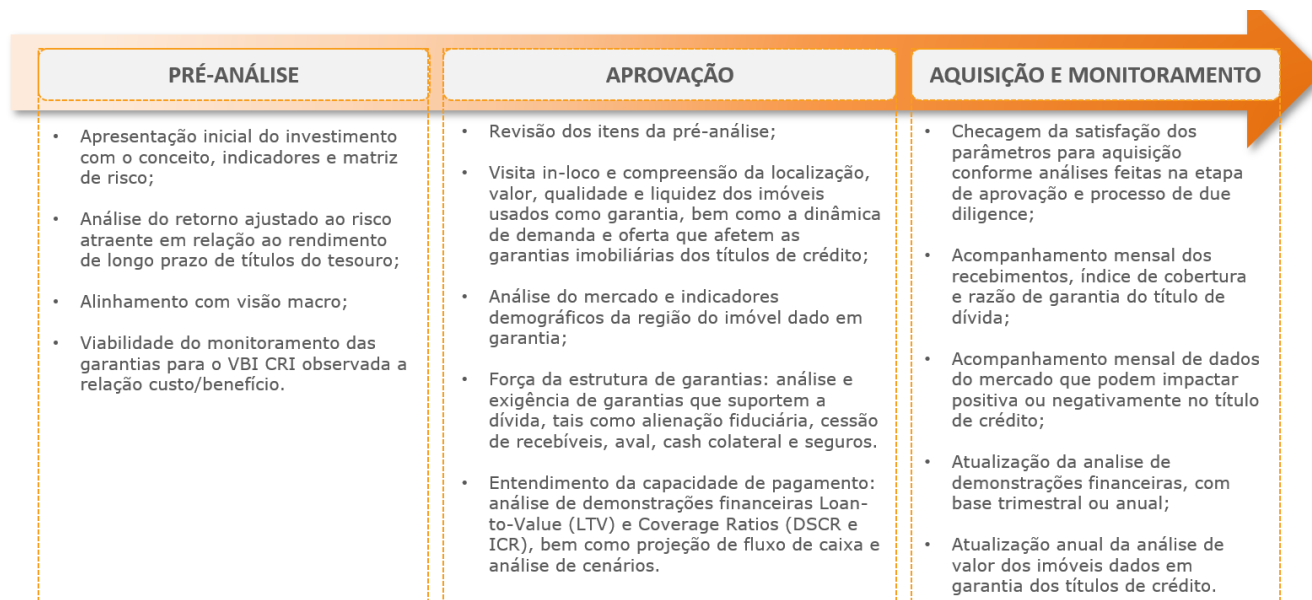 PRÉ-ANÁLISE
• Apresentação inicial do investimento
com o conceito, indicadores e matriz
de risco;
• Análise do retorno ajustado ao risco
atraente em relação ao rendimento
de longo prazo de títulos do tesouro;
• Alinhamento com visão macro;
• Viabilidade do monitoramento das
garantias para o VBI CRI observada a
relação custo/benefício.
APROVAÇÃO
• Revisão dos itens da pré-análise;
• Visita in-loco e compreensão da localização,
valor, qualidade e liquidez dos imóveis
usados como garantia, bem como a dinâmica
de demanda e oferta que afetem as
garantias imobiliárias dos títulos de crédito;
• Análise do mercado e indicadores
demográficos da região do imóvel dado em
garantia;
• Força da estrutura de garantias: análise e
exigência de garantias que suportem a
dívida, tais como alienação fiduciária, cessão
de recebíveis, aval, cash colateral e seguros.
• Entendimento da capacidade de pagamento:
análise de demonstrações financeiras Loan-
to-Value (LTV) e Coverage Ratios (DSCR e
ICR), bem como projeção de fluxo de caixa e
análise de cenários.
AQUISIÇÃO E MONITORAMENTO
• Checagem da satisfação dos
parâmetros para aquisição
conforme análises feitas na etapa
de aprovação e processo de due
diligence;
• Acompanhamento mensal dos
recebimentos, índice de cobertura
e razão de garantia do título de
dívida;
• Acompanhamento mensal de dados
do mercado que podem impactar
positiva ou negativamente no título
de crédito;
• Atualização da analise de
demonstrações financeiras, com
base trimestral ou anual;
• Atualização anual da análise de
valor dos imóveis dados em
garantia dos títulos de crédito.